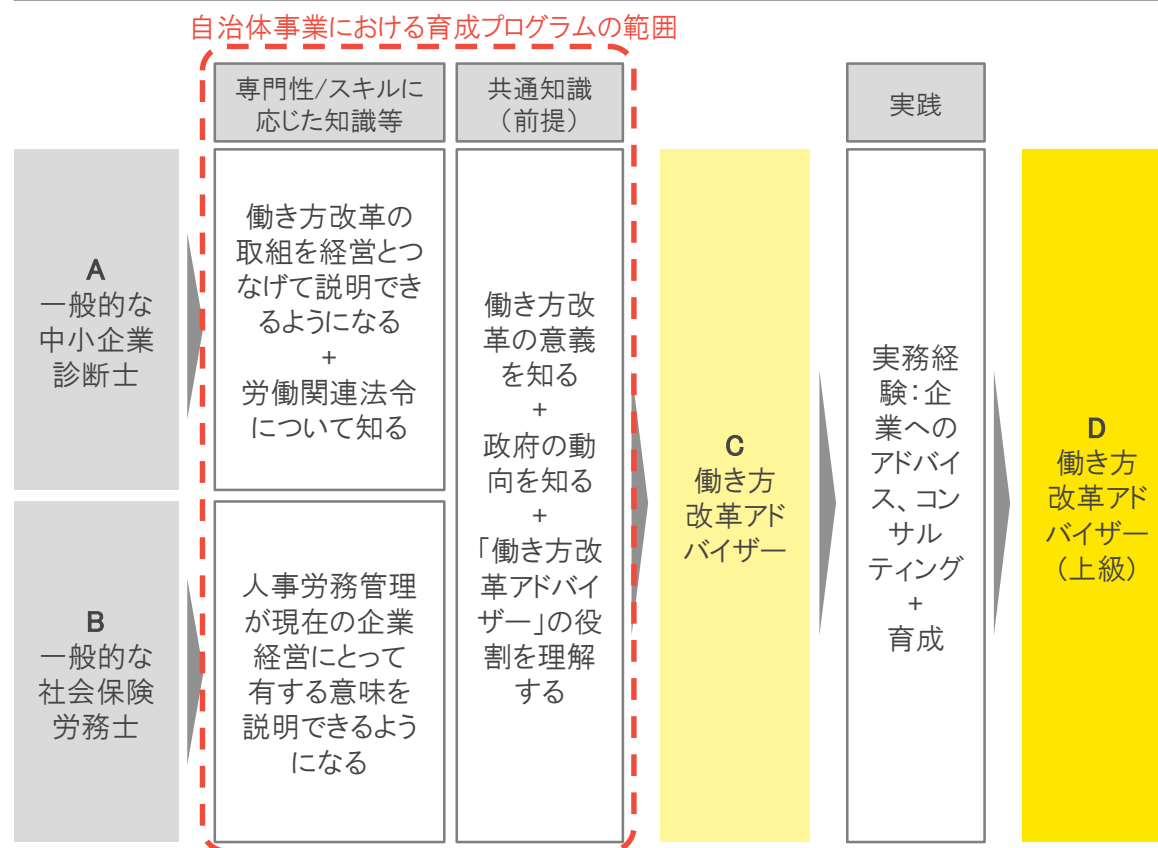 自治体事業における育成プログラムの範囲
専門性/スキルに
応じた知識等
共通知識
（前提）
実践
A
一般的な
中小企業
診断士
働き方改革の
取組を経営とつ
なげて説明でき
るようになる
+
労働関連法令
について知る
B
一般的な
社会保険
労務士
人事労務管理
が現在の企業
経営にとって
有する意味を
説明できるよう
になる
働き方改
革の意義
を知る
+
政府の動
向を知る
+
「働き方改
革アドバイ
ザー」の役
割を理解
する
C
働き方
改革アド
バイザー
実務経
験：企
業への
アドバイ
ス、コン
サル
ティング
+
育成
D
働き方
改革アド
バイザー
（上級）